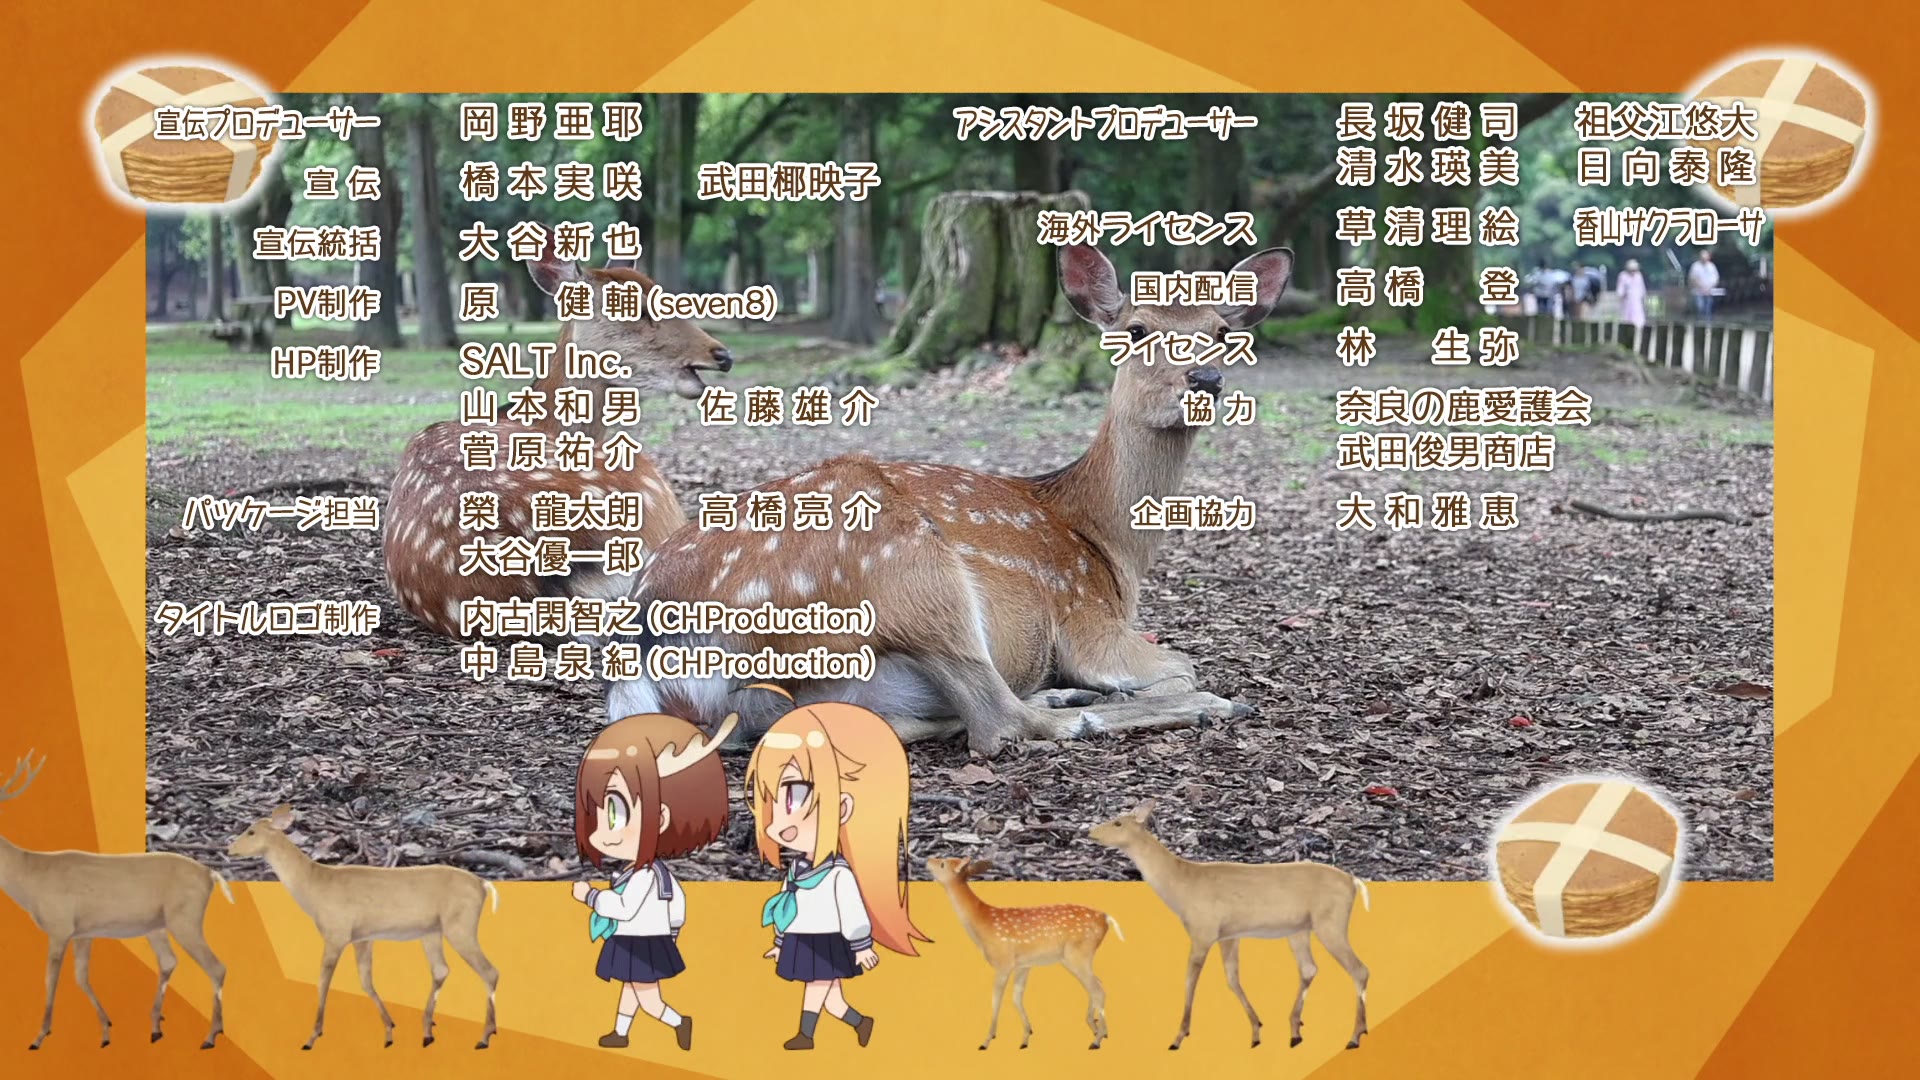 宣伝プロデューサー 岡野亜耶
宣伝 橋本実咲 武田椰映子
宣伝統括 大谷新也
PV制作 原 健輔(seven8)
HP制作 SALT Inc.
山本和男 佐藤雄介
菅原祐介
パッケージ担当 榮 龍太朗 高橋亮介
大谷優一郎
タイトルロゴ制作 内古閑智之(CHProduction)
中島泉紀(CHProduction)
アシスタントプロデューサー 長坂健司 祖父江悠大
清水瑛美 日向泰隆
海外ライセンス 草清理絵 香山サクラローサ
国内配信 高橋 登
ライセンス 林 生弥
協力 奈良の鹿愛護会
武田俊男商店
企画協力 大和雅恵